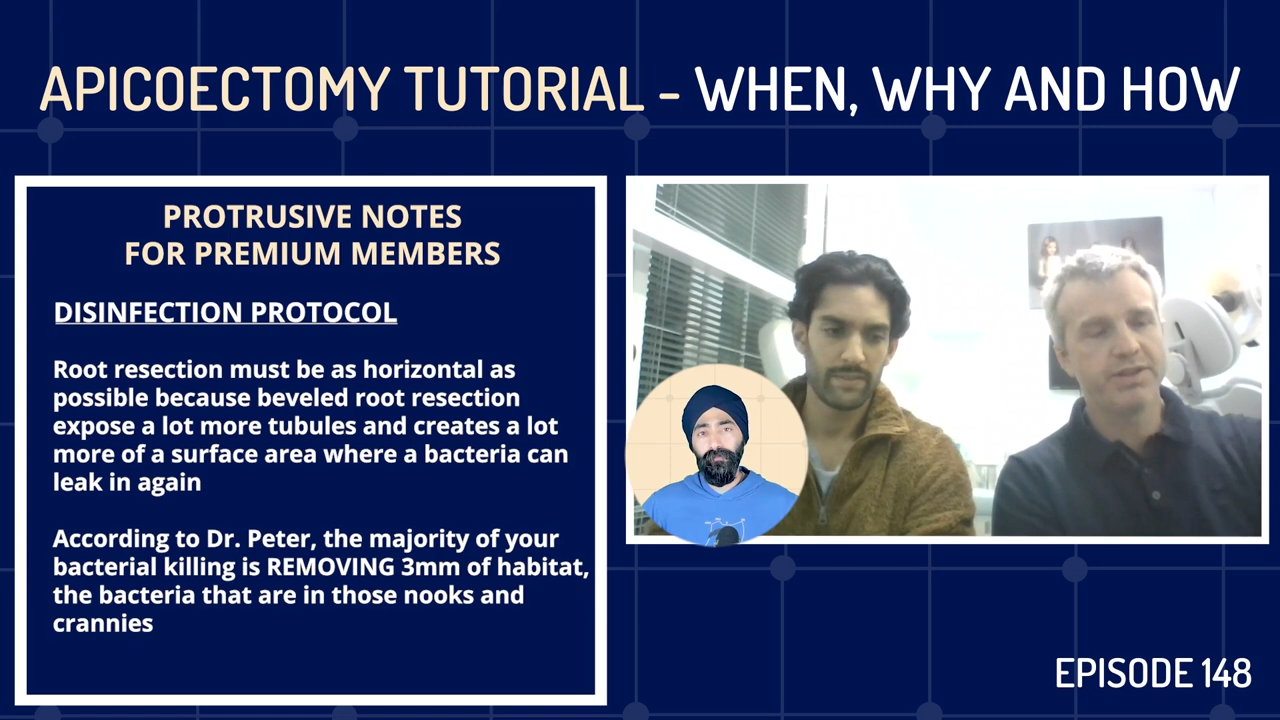 APICOECTOMY TUTORIAL - WHEN, WHY AND HOW
PROTRUSIVE NOTES
FOR PREMIUM MEMBERS
DISINFECTION PROTOCOL
Root resection must be as horizontal as
possible because beveled root resection
expose a lot more tubules and creates a lot
more of a surface area where a bacteria can
leak in again
According to Dr. Peter, the majority of your
bacterial killing is REMOVING 3mm of habitat,
the bacteria that are in those nooks and
crannies
EPISODE 148